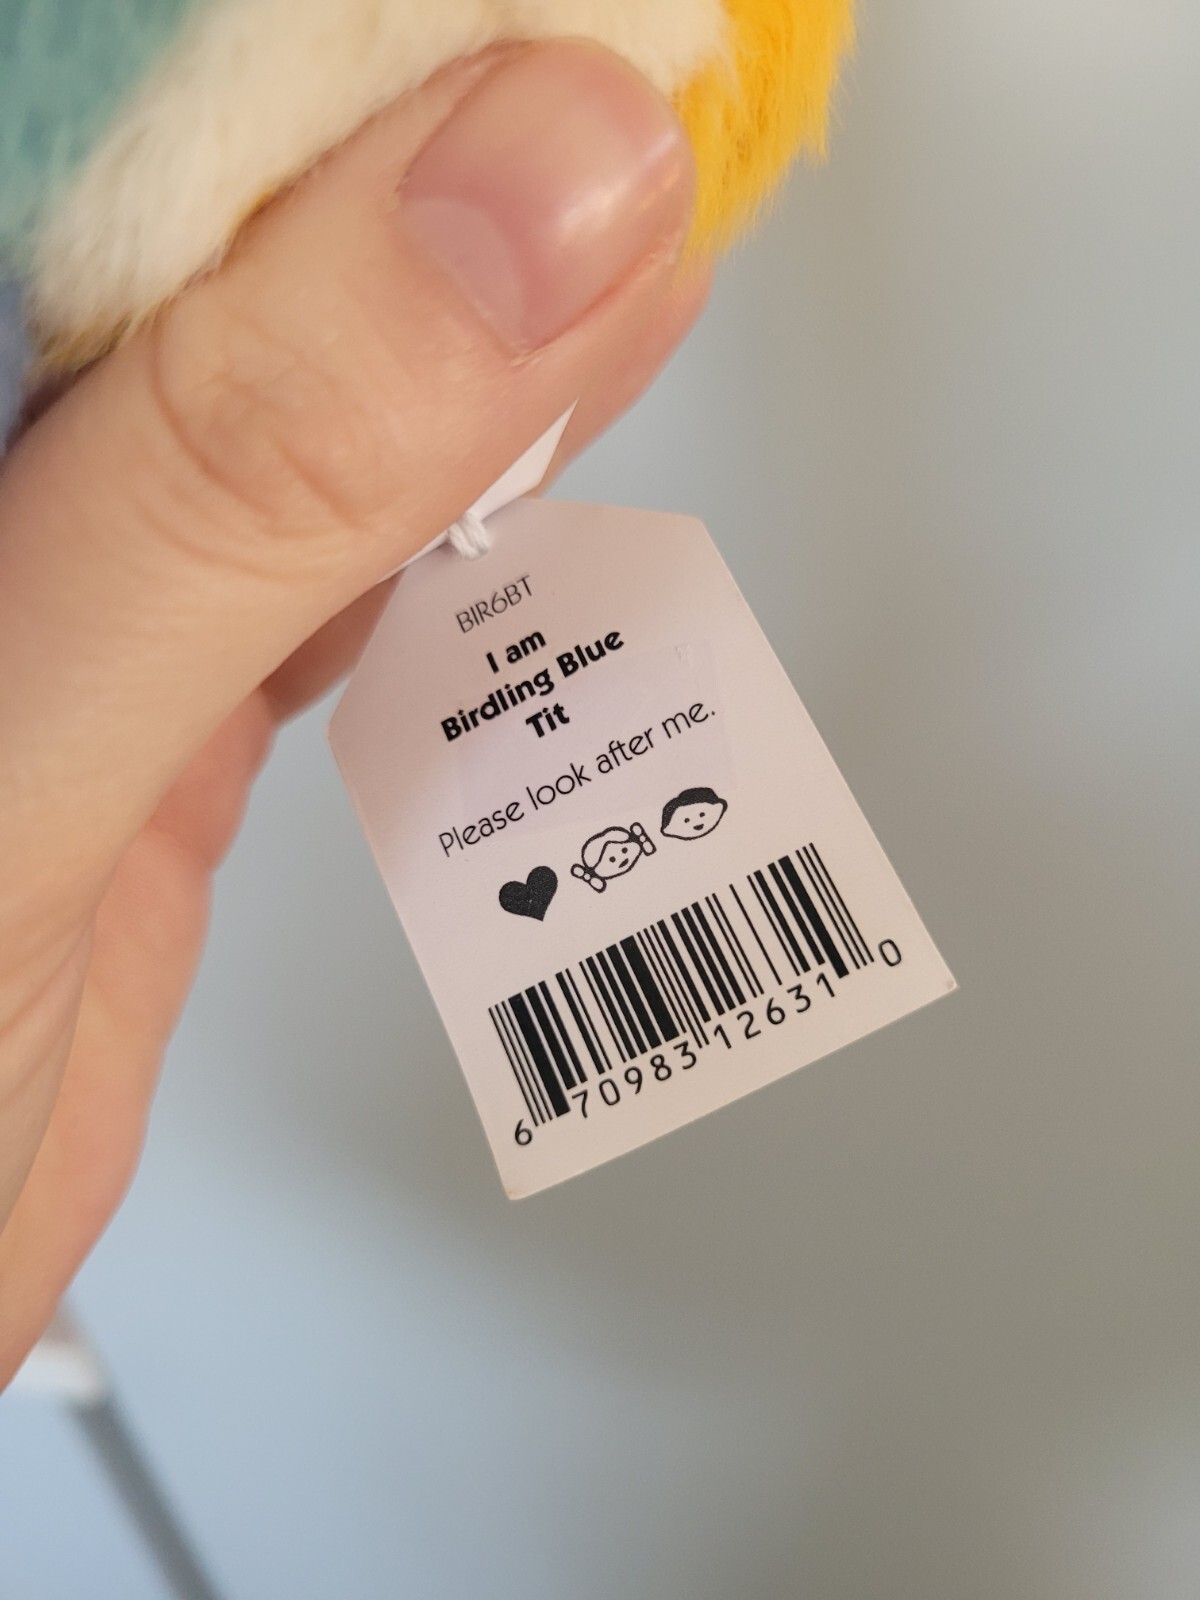 BIR6BT
I am
Birdling Blue
Tit
Please look after me.
6 70983 12631 0